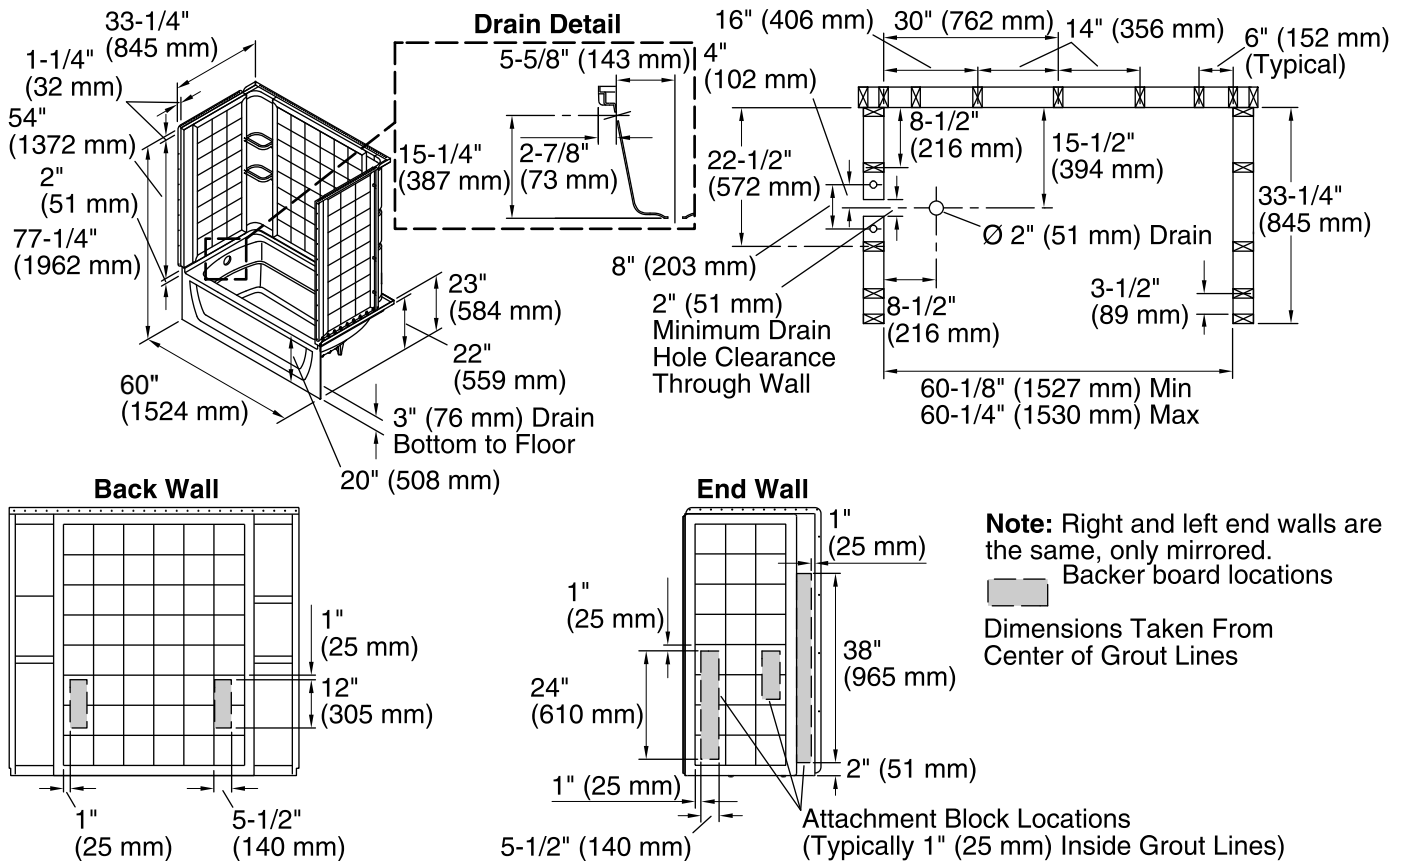 33-1/4"
(845 mm)
1-1/4"
(32 mm)
54"
(1372 mm)
2"
(51 mm)
77-1/4"
(1962 mm)
60"
(1524 mm)
23"
(584 mm)
22"
(559 mm)
3" (76 mm) Drain
Bottom to Floor
20" (508 mm)
Drain Detail
5-5/8" (143 mm)
15-1/4"
(387 mm)
2-7/8"
(73 mm)
16" (406 mm)
30" (762 mm)
14" (356 mm)
6" (152 mm)
(Typical)
4"
(102 mm)
8-1/2"
(216 mm)
15-1/2"
(394 mm)
22-1/2"
(572 mm)
33-1/4"
(845 mm)
Ø 2" (51 mm) Drain
8" (203 mm)
2" (51 mm)
Minimum Drain
Hole Clearance
Through Wall
8-1/2"
(216 mm)
3-1/2"
(89 mm)
60-1/8" (1527 mm) Min
60-1/4" (1530 mm) Max
Back Wall
1"
(25 mm)
12"
(305 mm)
1"
(25 mm)
5-1/2"
(140 mm)
End Wall
1"
(25 mm)
1"
(25 mm)
38"
(965 mm)
24"
(610 mm)
2" (51 mm)
1" (25 mm)
5-1/2" (140 mm)
Attachment Block Locations
(Typically 1" (25 mm) Inside Grout Lines)
Note: Right and left end walls are
the same, only mirrored.
Backer board locations
Dimensions Taken From
Center of Grout Lines